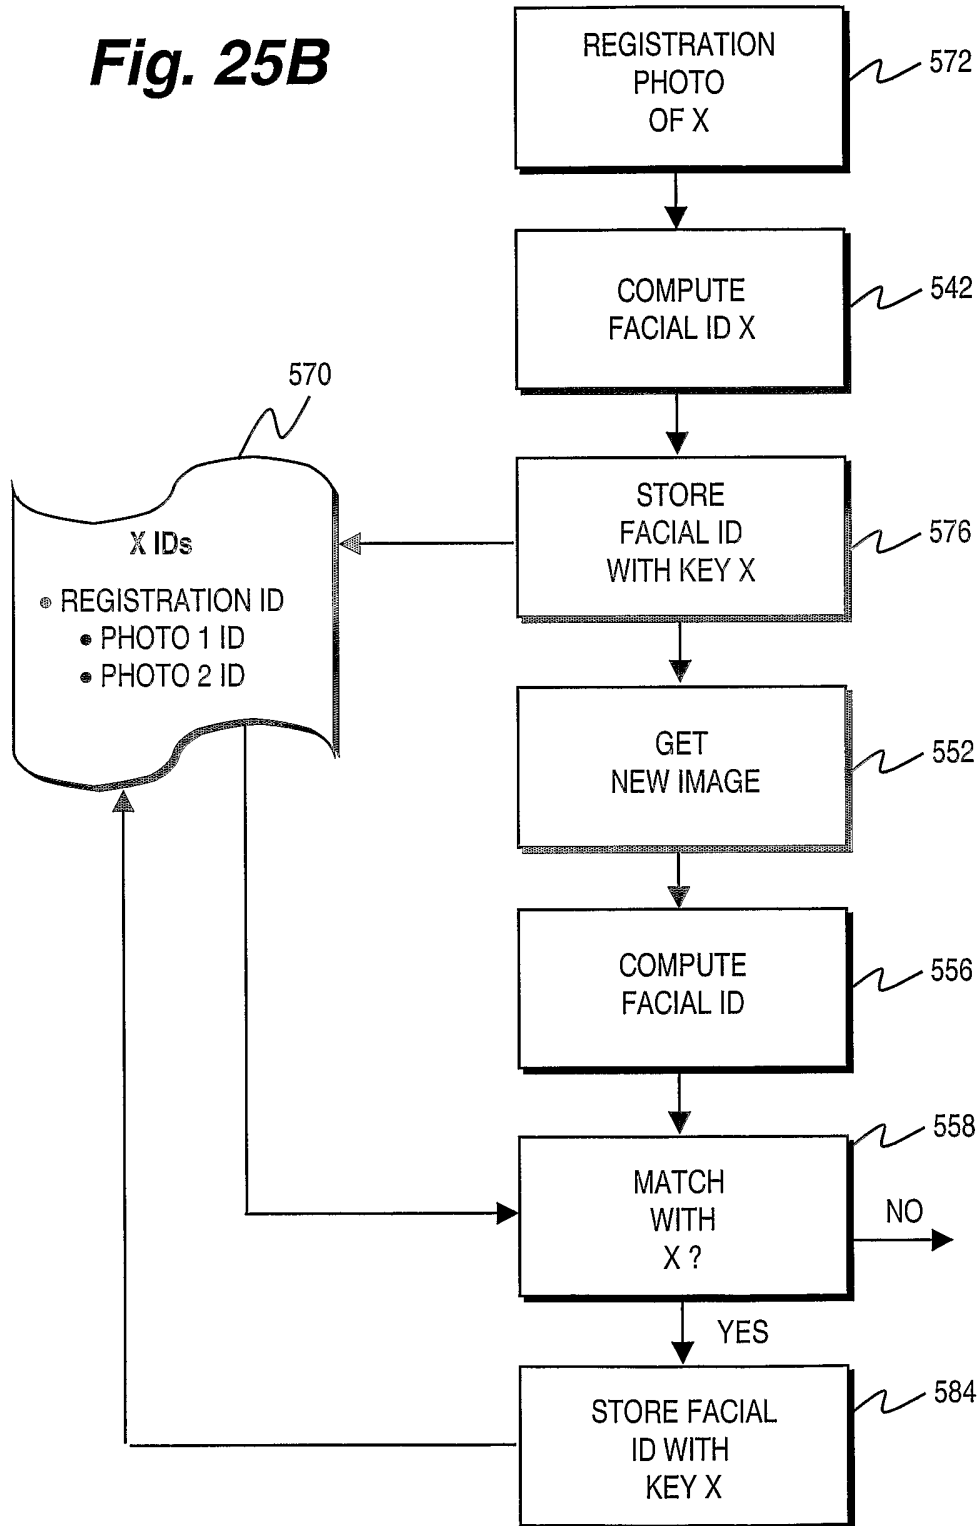 Fig. 25B
REGISTRATION
PHOTO
OF X
572
COMPUTE
FACIAL ID X
542
570
STORE
FACIAL ID
WITH KEY X
576
X IDs
• REGISTRATION ID
• PHOTO 1 ID
• PHOTO 2 ID
GET
NEW IMAGE
552
COMPUTE
FACIAL ID
556
558
MATCH
WITH
X ?
NO
YES
STORE FACIAL
ID WITH
KEY X
584